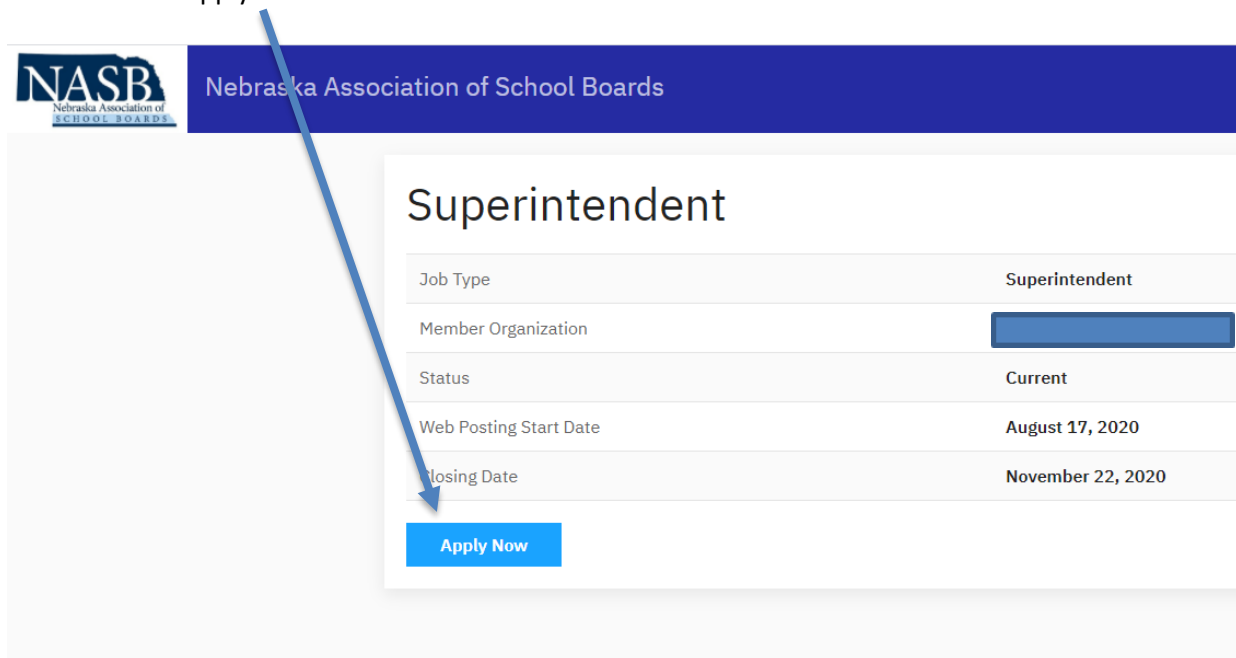 NASB
Nebraska Association of
SCHOOL BOARDS
Nebraska Association of School Boards
Superintendent
Job Type Superintendent
Member Organization
Status Current
Web Posting Start Date August 17, 2020
Closing Date November 22, 2020
Apply Now